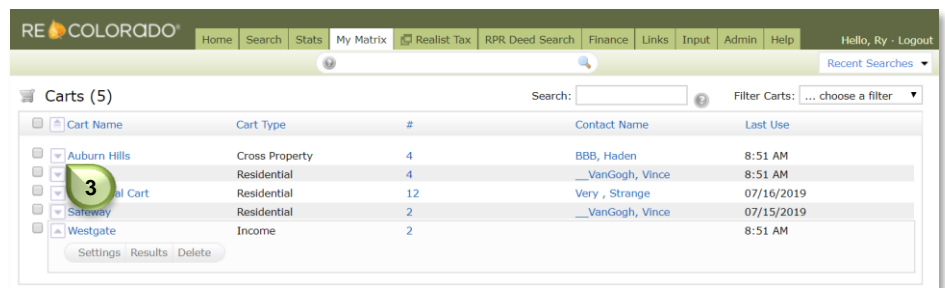 RE COLORADO®
Home Search Stats My Matrix Realist Tax RPR Deed Search Finance Links Input Admin Help Hello, Ry · Logout
Recent Searches
Carts (5) Search: Filter Carts: ... choose a filter
Cart Name Cart Type # Contact Name Last Use
Auburn Hills Cross Property 4 BBB, Haden 8:51 AM
Residential 4 __VanGogh, Vince 8:51 AM
3 al Cart Residential 12 Very , Strange 07/16/2019
Safeway Residential 2 __VanGogh, Vince 07/15/2019
Westgate Income 2 8:51 AM
Settings Results Delete